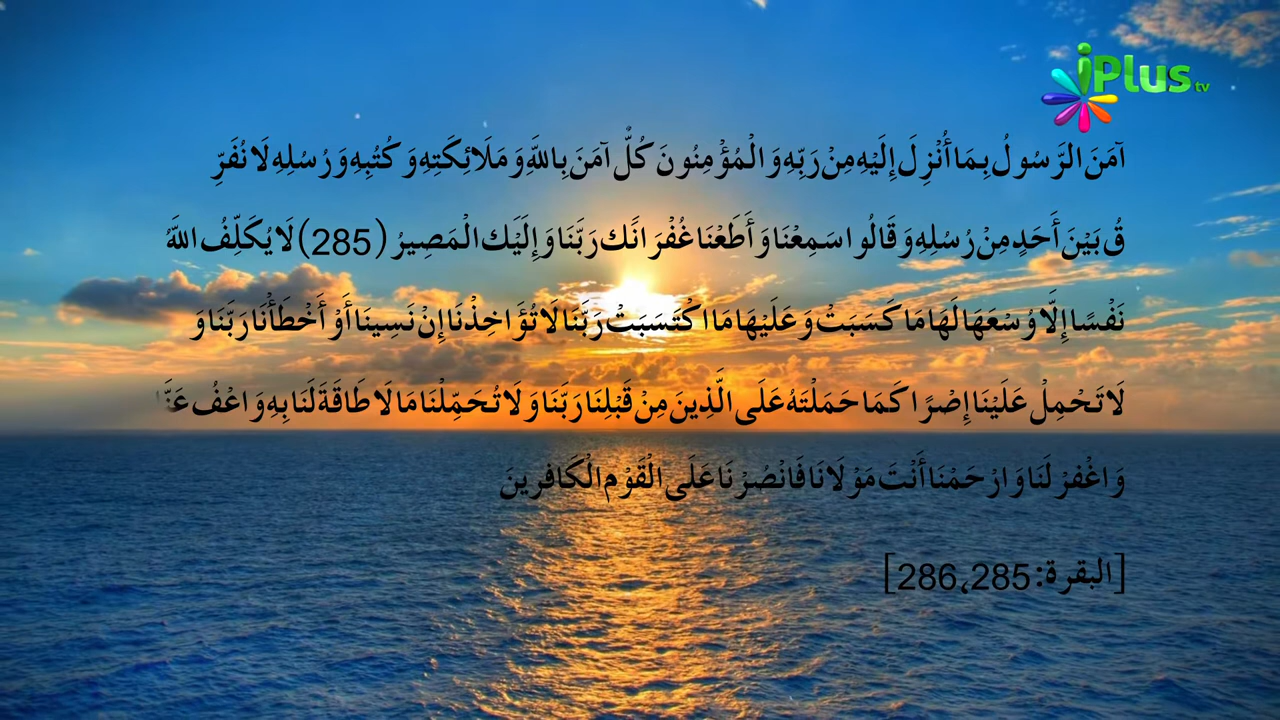 iPlus tv
آمَنَ الرَّسُولُ بِمَا أُنْزِلَ إِلَيْهِ مِنْ رَبِّهِ وَالْمُؤْمِنُونَ كُلٌّ آمَنَ بِاللَّهِ وَمَلَائِكَتِهِ وَكُتُبِهِ وَرُسُلِهِ لَا نُفَرِّ
قُ بَيْنَ أَحَدٍ مِنْ رُسُلِهِ وَقَالُوا سَمِعْنَا وَأَطَعْنَا غُفْرَانَك رَبَّنَا وَإِلَيْك الْمَصِيرُ (285) لَا يُكَلِّفُ اللَّهُ
نَفْسًا إِلَّا وُسْعَهَا لَهَا مَا كَسَبَتْ وَعَلَيْهَا مَا اكْتَسَبَتْ رَبَّنَا لَا تُؤَاخِذْنَا إِنْ نَسِينَا أَوْ أَخْطَأْنَا رَبَّنَا وَ
لَا تَحْمِلْ عَلَيْنَا إِصْرًا كَمَا حَمَلْتَهُ عَلَى الَّذِينَ مِنْ قَبْلِنَا رَبَّنَا وَلَا تُحَمِّلْنَا مَا لَا طَاقَةَ لَنَا بِهِ وَاعْفُ عَنَّا
وَاغْفِرْ لَنَا وَارْحَمْنَا أَنْتَ مَوْلَانَا فَانْصُرْنَا عَلَى الْقَوْمِ الْكَافِرِينَ
[البقرة: 285، 286]